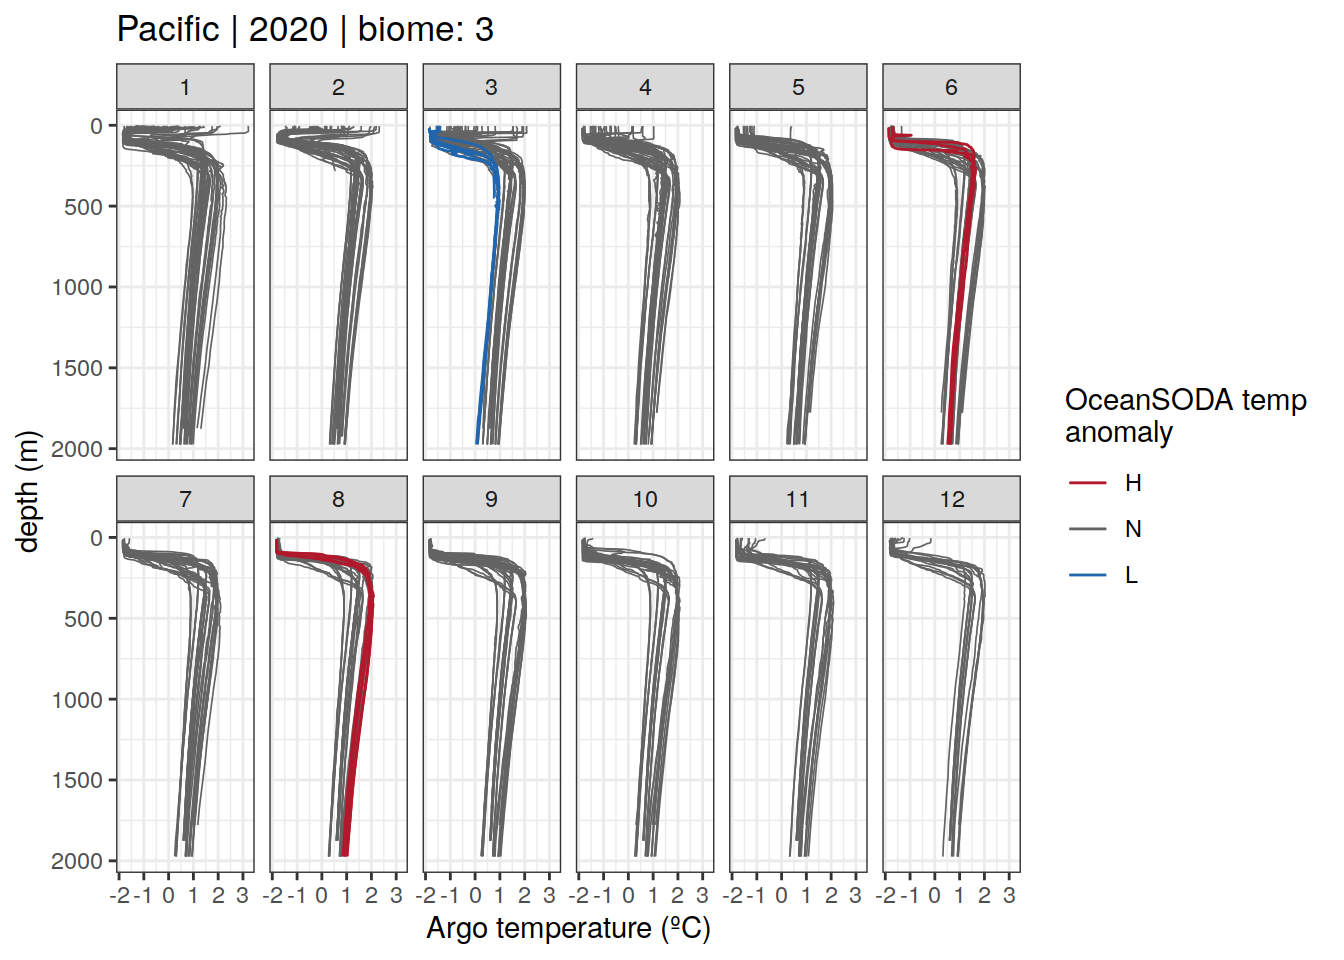 Pacific | 2020 | biome: 3
1 2 3 4 5 6
0
500
1000
1500
2000
7 8 9 10 11 12
0
500
1000
1500
2000
-2 -1 0 1 2 3 -2 -1 0 1 2 3 -2 -1 0 1 2 3 -2 -1 0 1 2 3 -2 -1 0 1 2 3 -2 -1 0 1 2 3
Argo temperature (ºC)
depth (m)
OceanSODA temp
anomaly
H
N
L